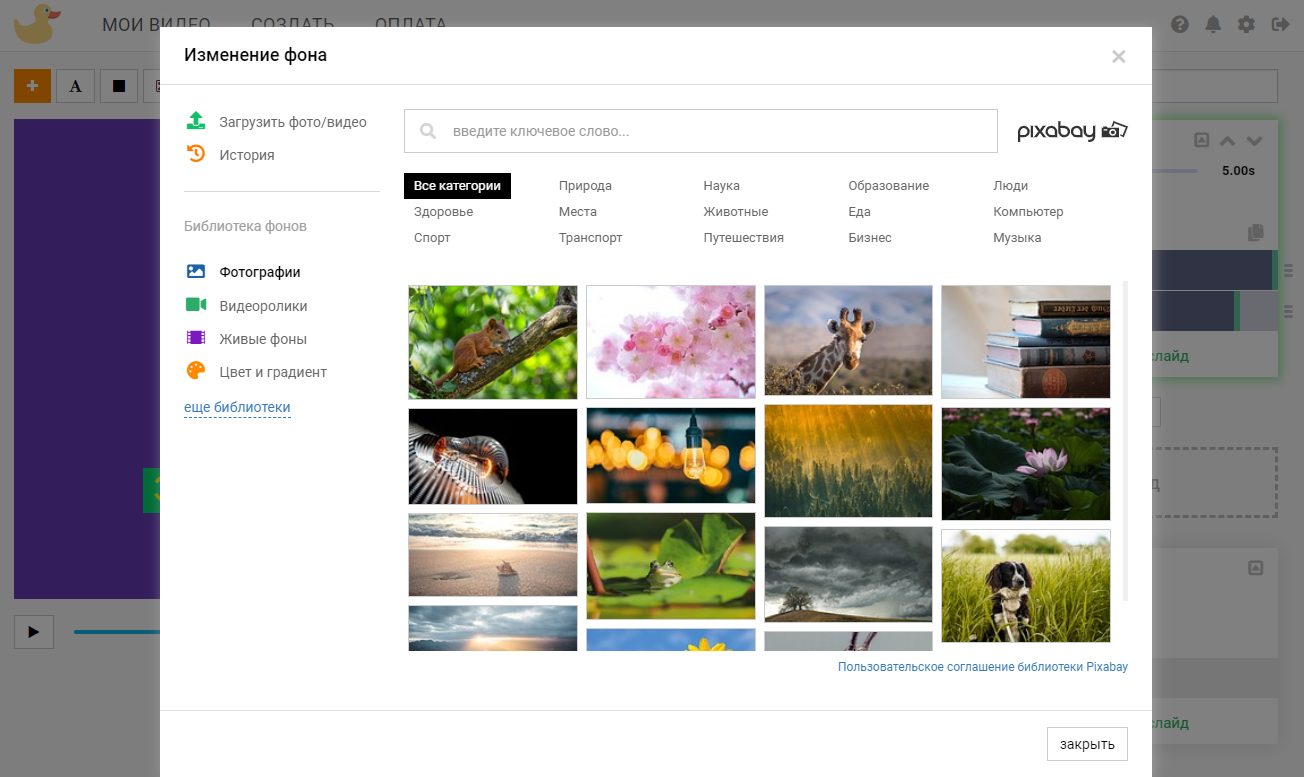 МОИ ВИДЕО СОЗДАТЬ ОПЛАТА
Изменение фона
×
A
Загрузить фото/видео
введите ключевое слово...
pixabay
История
5.00s
Все категории Природа Наука Образование Люди
Здоровье Места Животные Еда Компьютер
Спорт Транспорт Путешествия Бизнес Музыка
Библиотека фонов
Фотографии
Видеоролики
Живые фоны
Цвет и градиент
еще библиотеки
слайд
Пользовательское соглашение библиотеки Pixabay
слайд
закрыть